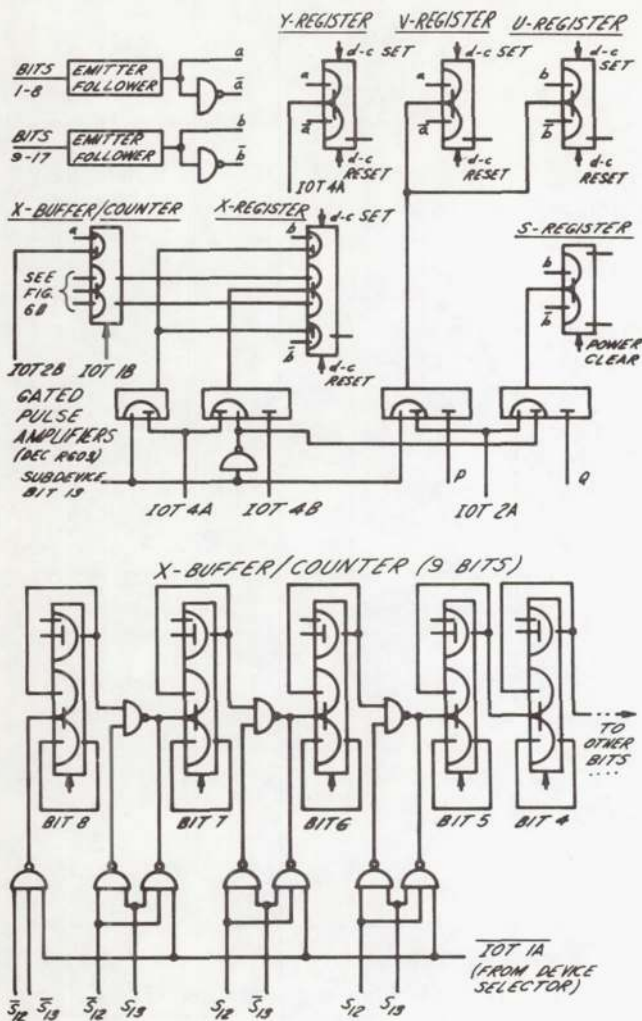 Y-REGISTER
V-REGISTER
U-REGISTER
d-c SET
d-c SET
d-c SET
BITS 1-8
EMITTER FOLLOWER
a
a̅
BITS 9-17
EMITTER FOLLOWER
b
b̅
a
a̅
a
a̅
b
b̅
d-c RESET
d-c RESET
d-c RESET
IOT 4A
X-BUFFER/COUNTER
X-REGISTER
d-c SET
S-REGISTER
a
b
b
SEE FIG. 6B
b̅
b̅
POWER CLEAR
d-c RESET
IOT2B
IOT 1B
GATED PULSE AMPLIFIERS (DEC R603)
SUBDEVICE BIT 13
IOT 4A
IOT 4B
P
IOT 2A
Q
X-BUFFER/COUNTER (9 BITS)
TO OTHER BITS
BIT 8
BIT 7
BIT 6
BIT 5
BIT 4
IOT 1A
(FROM DEVICE SELECTOR)
S̅12 S̅13 S̅12 S13 S12 S̅13 S12 S13